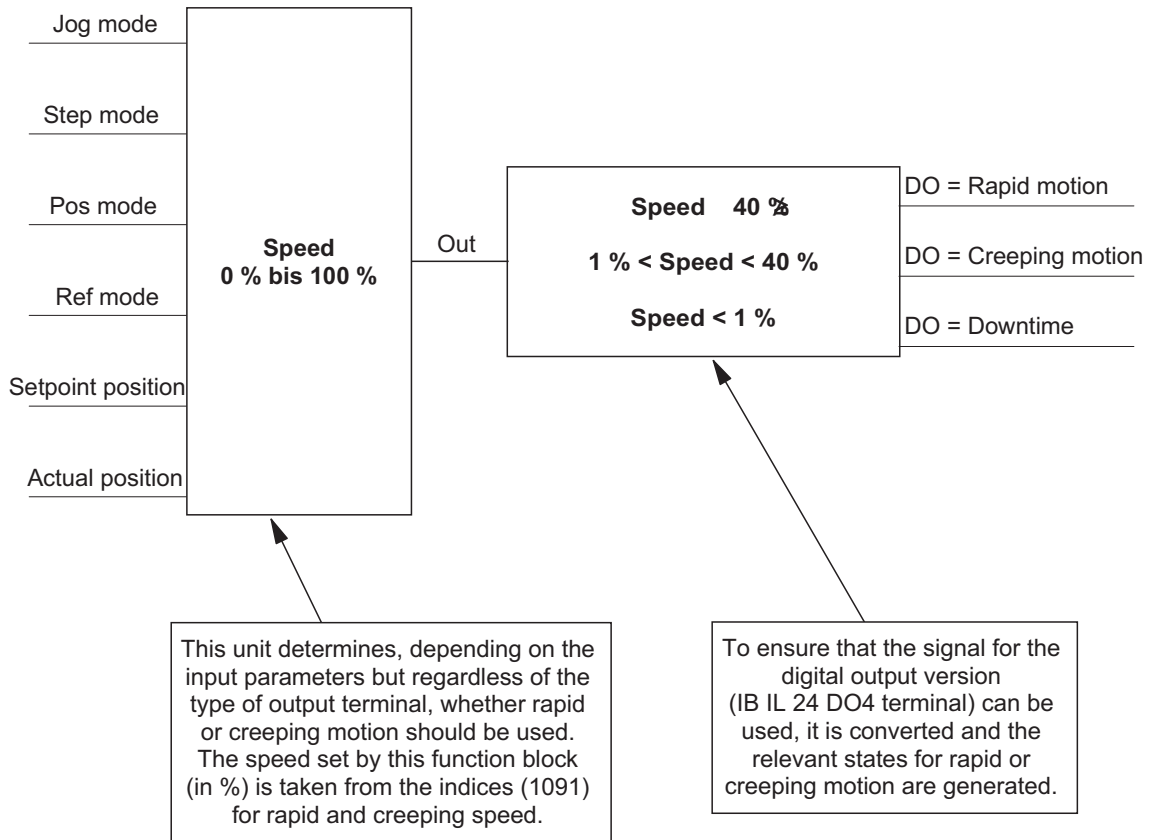 Jog mode
Step mode
Pos mode
Ref mode
Setpoint position
Actual position
Speed
0 % bis 100 %
Out
Speed 40 %
1 % < Speed < 40 %
Speed < 1 %
DO = Rapid motion
DO = Creeping motion
DO = Downtime
This unit determines, depending on the
input parameters but regardless of the
type of output terminal, whether rapid
or creeping motion should be used.
The speed set by this function block
(in %) is taken from the indices (1091)
for rapid and creeping speed.
To ensure that the signal for the
digital output version
(IB IL 24 DO4 terminal) can be
used, it is converted and the
relevant states for rapid or
creeping motion are generated.